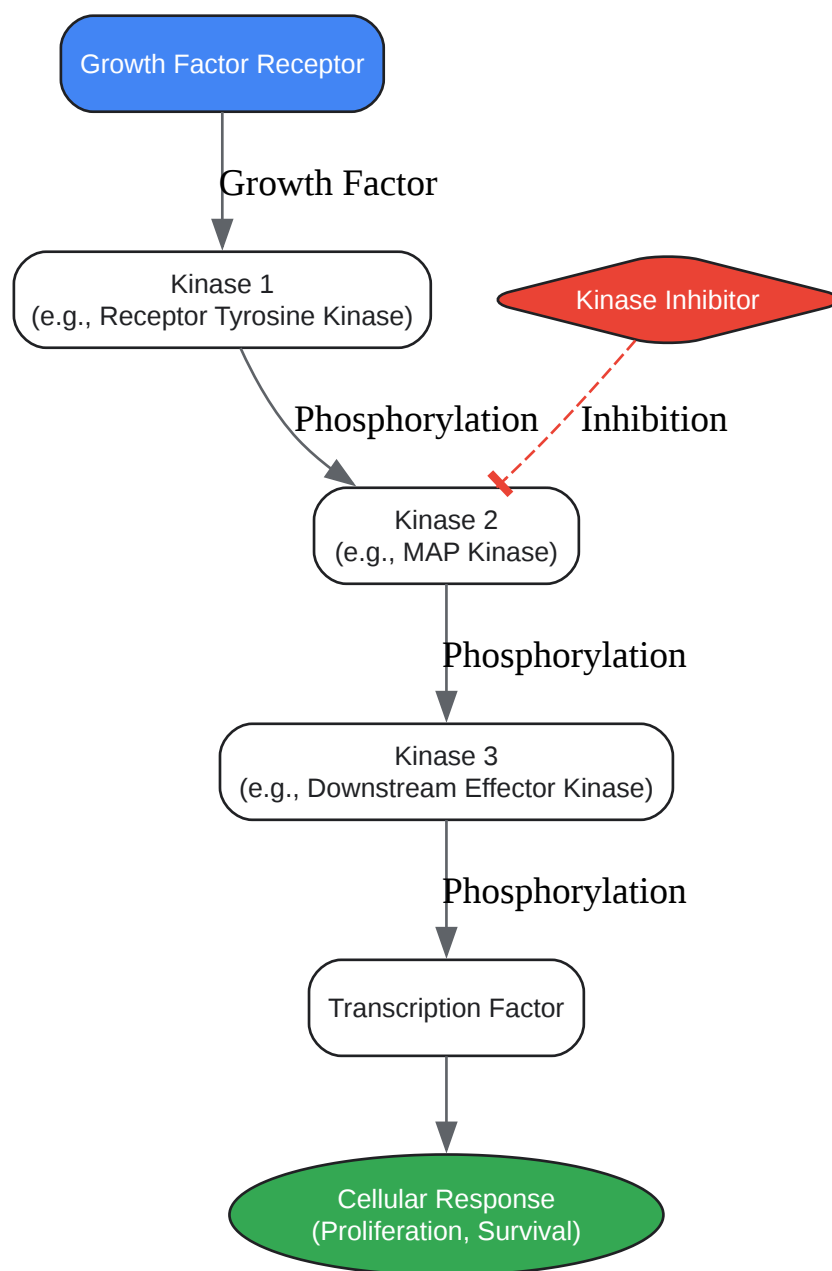 Growth Factor Receptor
Growth Factor
Kinase 1
(e.g., Receptor Tyrosine Kinase)
Kinase Inhibitor
Phosphorylation
Inhibition
Kinase 2
(e.g., MAP Kinase)
Phosphorylation
Kinase 3
(e.g., Downstream Effector Kinase)
Phosphorylation
Transcription Factor
Cellular Response
(Proliferation, Survival)